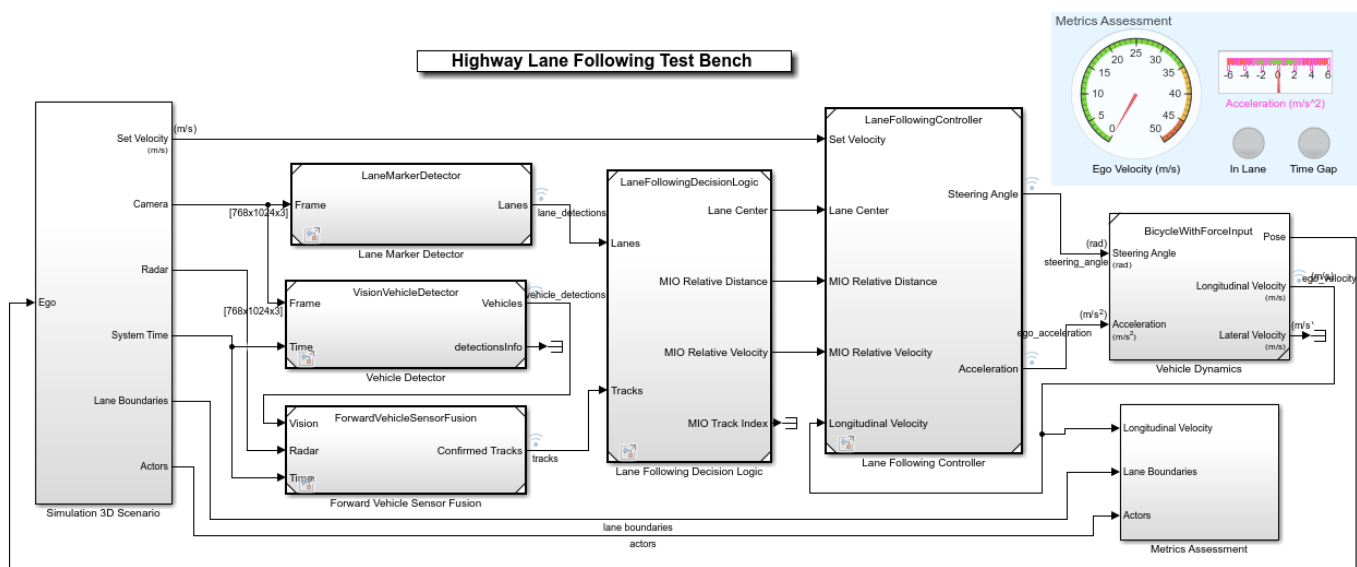 Metrics Assessment
Highway Lane Following Test Bench
0
5
10
15
20
25
30
35
40
45
50
Ego Velocity (m/s)
-6 -4 -2 0 2 4 6
Acceleration (m/s^2)
In Lane
Time Gap
Ego
Set Velocity
(m/s)
Camera
Radar
System Time
Lane Boundaries
Actors
Simulation 3D Scenario
(m/s)
[768x1024x3]
[768x1024x3]
LaneMarkerDetector
Frame
Lanes
Lane Marker Detector
lane_detections
VisionVehicleDetector
Frame
Time
Vehicles
detectionsInfo
Vehicle Detector
vehicle_detections
ForwardVehicleSensorFusion
Vision
Radar
Time
Confirmed Tracks
Forward Vehicle Sensor Fusion
tracks
LaneFollowingDecisionLogic
Lanes
Tracks
Lane Center
MIO Relative Distance
MIO Relative Velocity
MIO Track Index
Lane Following Decision Logic
LaneFollowingController
Set Velocity
Lane Center
MIO Relative Distance
MIO Relative Velocity
Longitudinal Velocity
Steering Angle
Acceleration
Lane Following Controller
(rad)
steering_angle
(m/s²)
ego_acceleration
BicycleWithForceInput
Steering Angle
(rad)
Acceleration
(m/s²)
Pose
Longitudinal Velocity
(m/s)
Lateral Velocity
(m/s)
Vehicle Dynamics
(m/s)
ego_velocity
(m/s
Longitudinal Velocity
Lane Boundaries
Actors
Metrics Assessment
lane boundaries
actors